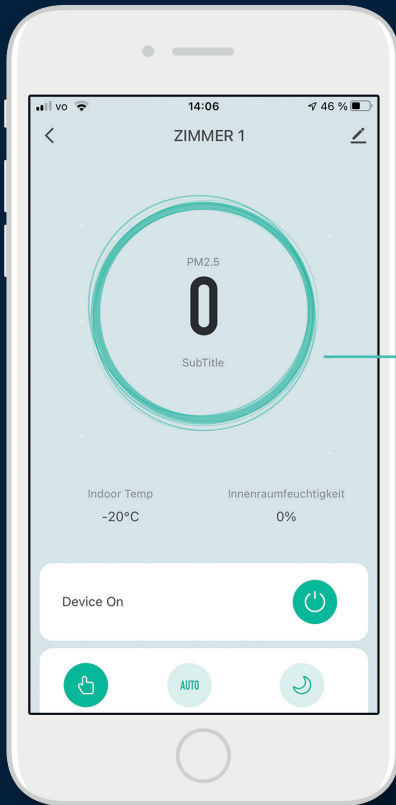 vo 14:06 46 %
ZIMMER 1
PM2.5
0
SubTitle
Indoor Temp Innenraumfeuchtigkeit
-20°C 0%
Device On
AUTO